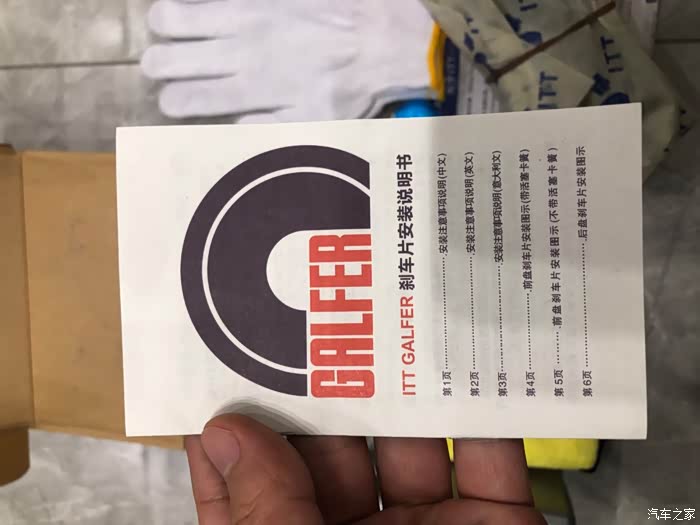 GALFER
ITT GALFER 刹车片安装说明书
第1页 ················ 安装注意事项说明(中文)
第2页 ················ 安装注意事项说明(英文)
第3页 ················ 安装注意事项说明(意大利文)
第4页 ················ 前盘刹车片安装图示(带活塞卡簧)
第5页 ·········· 前盘刹车片安装图示(不带活塞卡簧)
第6页 ················ 后盘刹车片安装图示
ITT
ITT
汽车之家